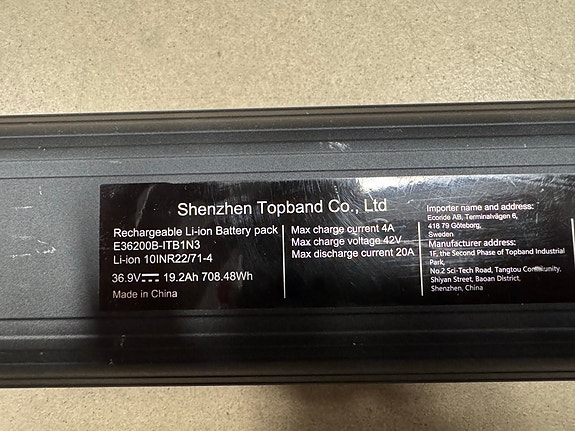 Shenzhen Topband Co., Ltd
Rechargeable Li-ion Battery pack
E36200B-ITB1N3
Li-ion 10INR22/71-4
36.9V⎓ 19.2Ah 708.48Wh
Made in China
Max charge current 4A
Max charge voltage 42V
Max discharge current 20A
Importer name and address:
Ecoride AB, Terminalvägen 6,
418 79 Göteborg,
Sweden
Manufacturer address:
1F, the Second Phase of Topband Industrial
Park,
No.2 Sci-Tech Road, Tangtou Community,
Shiyan Street, Baoan District,
Shenzhen, China